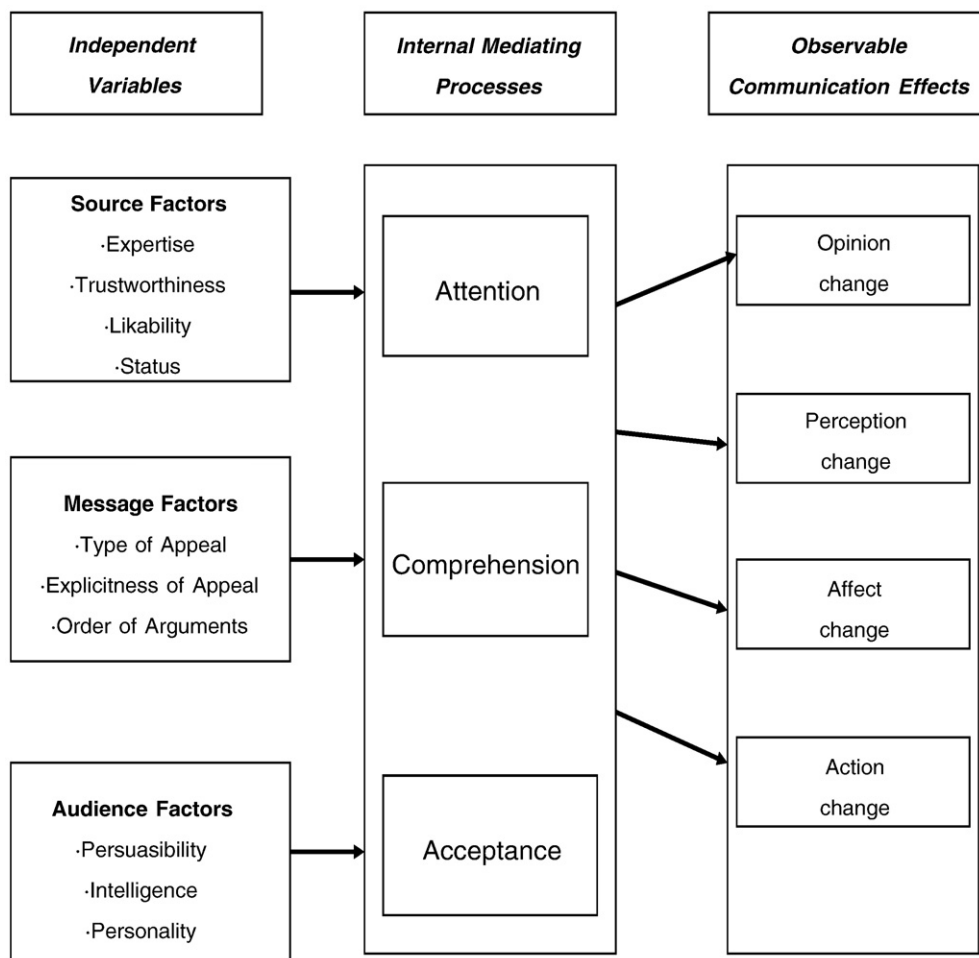 Independent
Variables
Internal Mediating
Processes
Observable
Communication Effects
Source Factors
·Expertise
·Trustworthiness
·Likability
·Status
Message Factors
·Type of Appeal
·Explicitness of Appeal
·Order of Arguments
Audience Factors
·Persuasibility
·Intelligence
·Personality
Attention
Comprehension
Acceptance
Opinion
change
Perception
change
Affect
change
Action
change